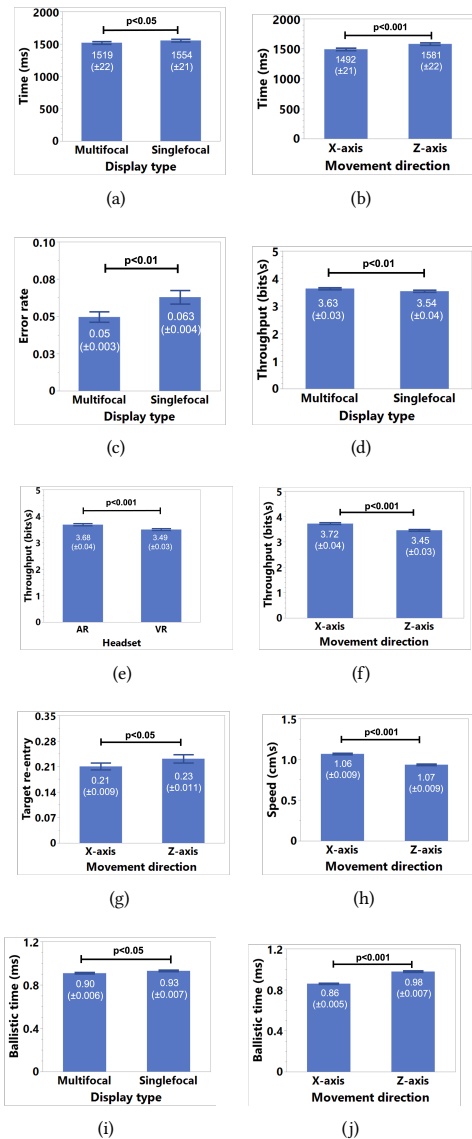 2000
1500
1000
500
0
Time (ms)
p<0.05
1519
(±22)
1554
(±21)
Multifocal
Singlefocal
Display type
(a)
2000
1500
1000
500
0
Time (ms)
p<0.001
1492
(±21)
1581
(±22)
X-axis
Z-axis
Movement direction
(b)
0.10
0.08
0.05
0.03
0
Error rate
p<0.01
0.05
(±0.003)
0.063
(±0.004)
Multifocal
Singlefocal
Display type
(c)
5
4
3
2
1
0
Throughput (bits\s)
p<0.01
3.63
(±0.03)
3.54
(±0.04)
Multifocal
Singlefocal
Display type
(d)
5
4
3
2
1
0
Throughput (bits\s)
p<0.001
3.68
(±0.04)
3.49
(±0.03)
AR
VR
Headset
(e)
5
4
3
2
1
0
Throughput (bits\s)
p<0.001
3.72
(±0.04)
3.45
(±0.03)
X-axis
Z-axis
Movement direction
(f)
0.35
0.28
0.21
0.14
0.07
0
Target re-entry
p<0.05
0.21
(±0.009)
0.23
(±0.011)
X-axis
Z-axis
Movement direction
(g)
1.5
1.0
0.5
0
Speed (cm\s)
p<0.001
1.06
(±0.009)
1.07
(±0.009)
X-axis
Z-axis
Movement direction
(h)
1.2
0.8
0.4
0
Ballistic time (ms)
p<0.05
0.90
(±0.006)
0.93
(±0.007)
Multifocal
Singlefocal
Display type
(i)
1.2
0.8
0.4
0
Ballistic time (ms)
p<0.001
0.86
(±0.005)
0.98
(±0.007)
X-axis
Z-axis
Movement direction
(j)